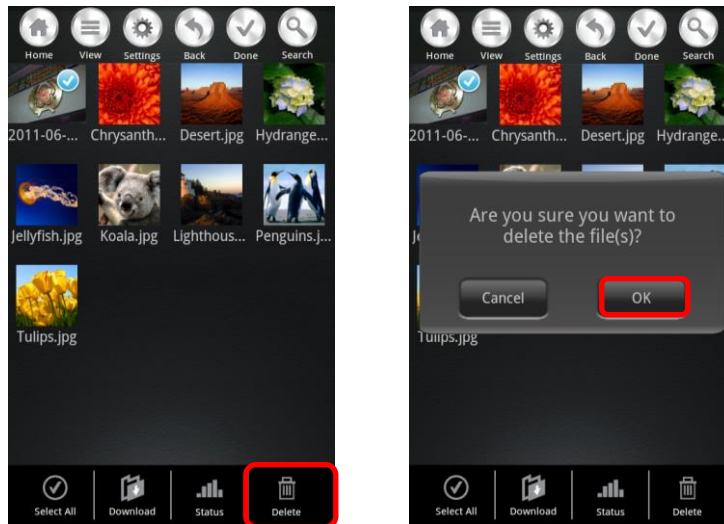 Home View Settings Back Done Search
2011-06-... Chrysanth... Desert.jpg Hydrange...
Jellyfish.jpg Koala.jpg Lighthous... Penguins.j...
Tulips.jpg
Select All Download Status Delete
Home View Settings Back Done Search
2011-06-... Chrysanth... Desert.jpg Hydrange...
Are you sure you want to
delete the file(s)?
Cancel OK
Tulips.jpg
Select All Download Status Delete